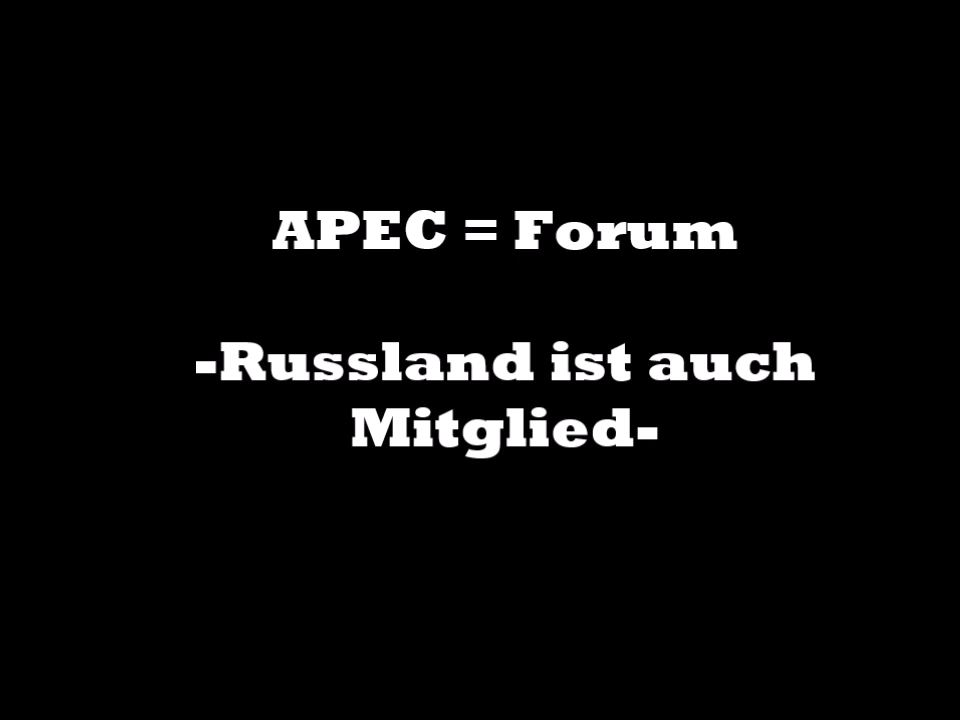 APEC = Forum
-Russland ist auch
Mitglied-